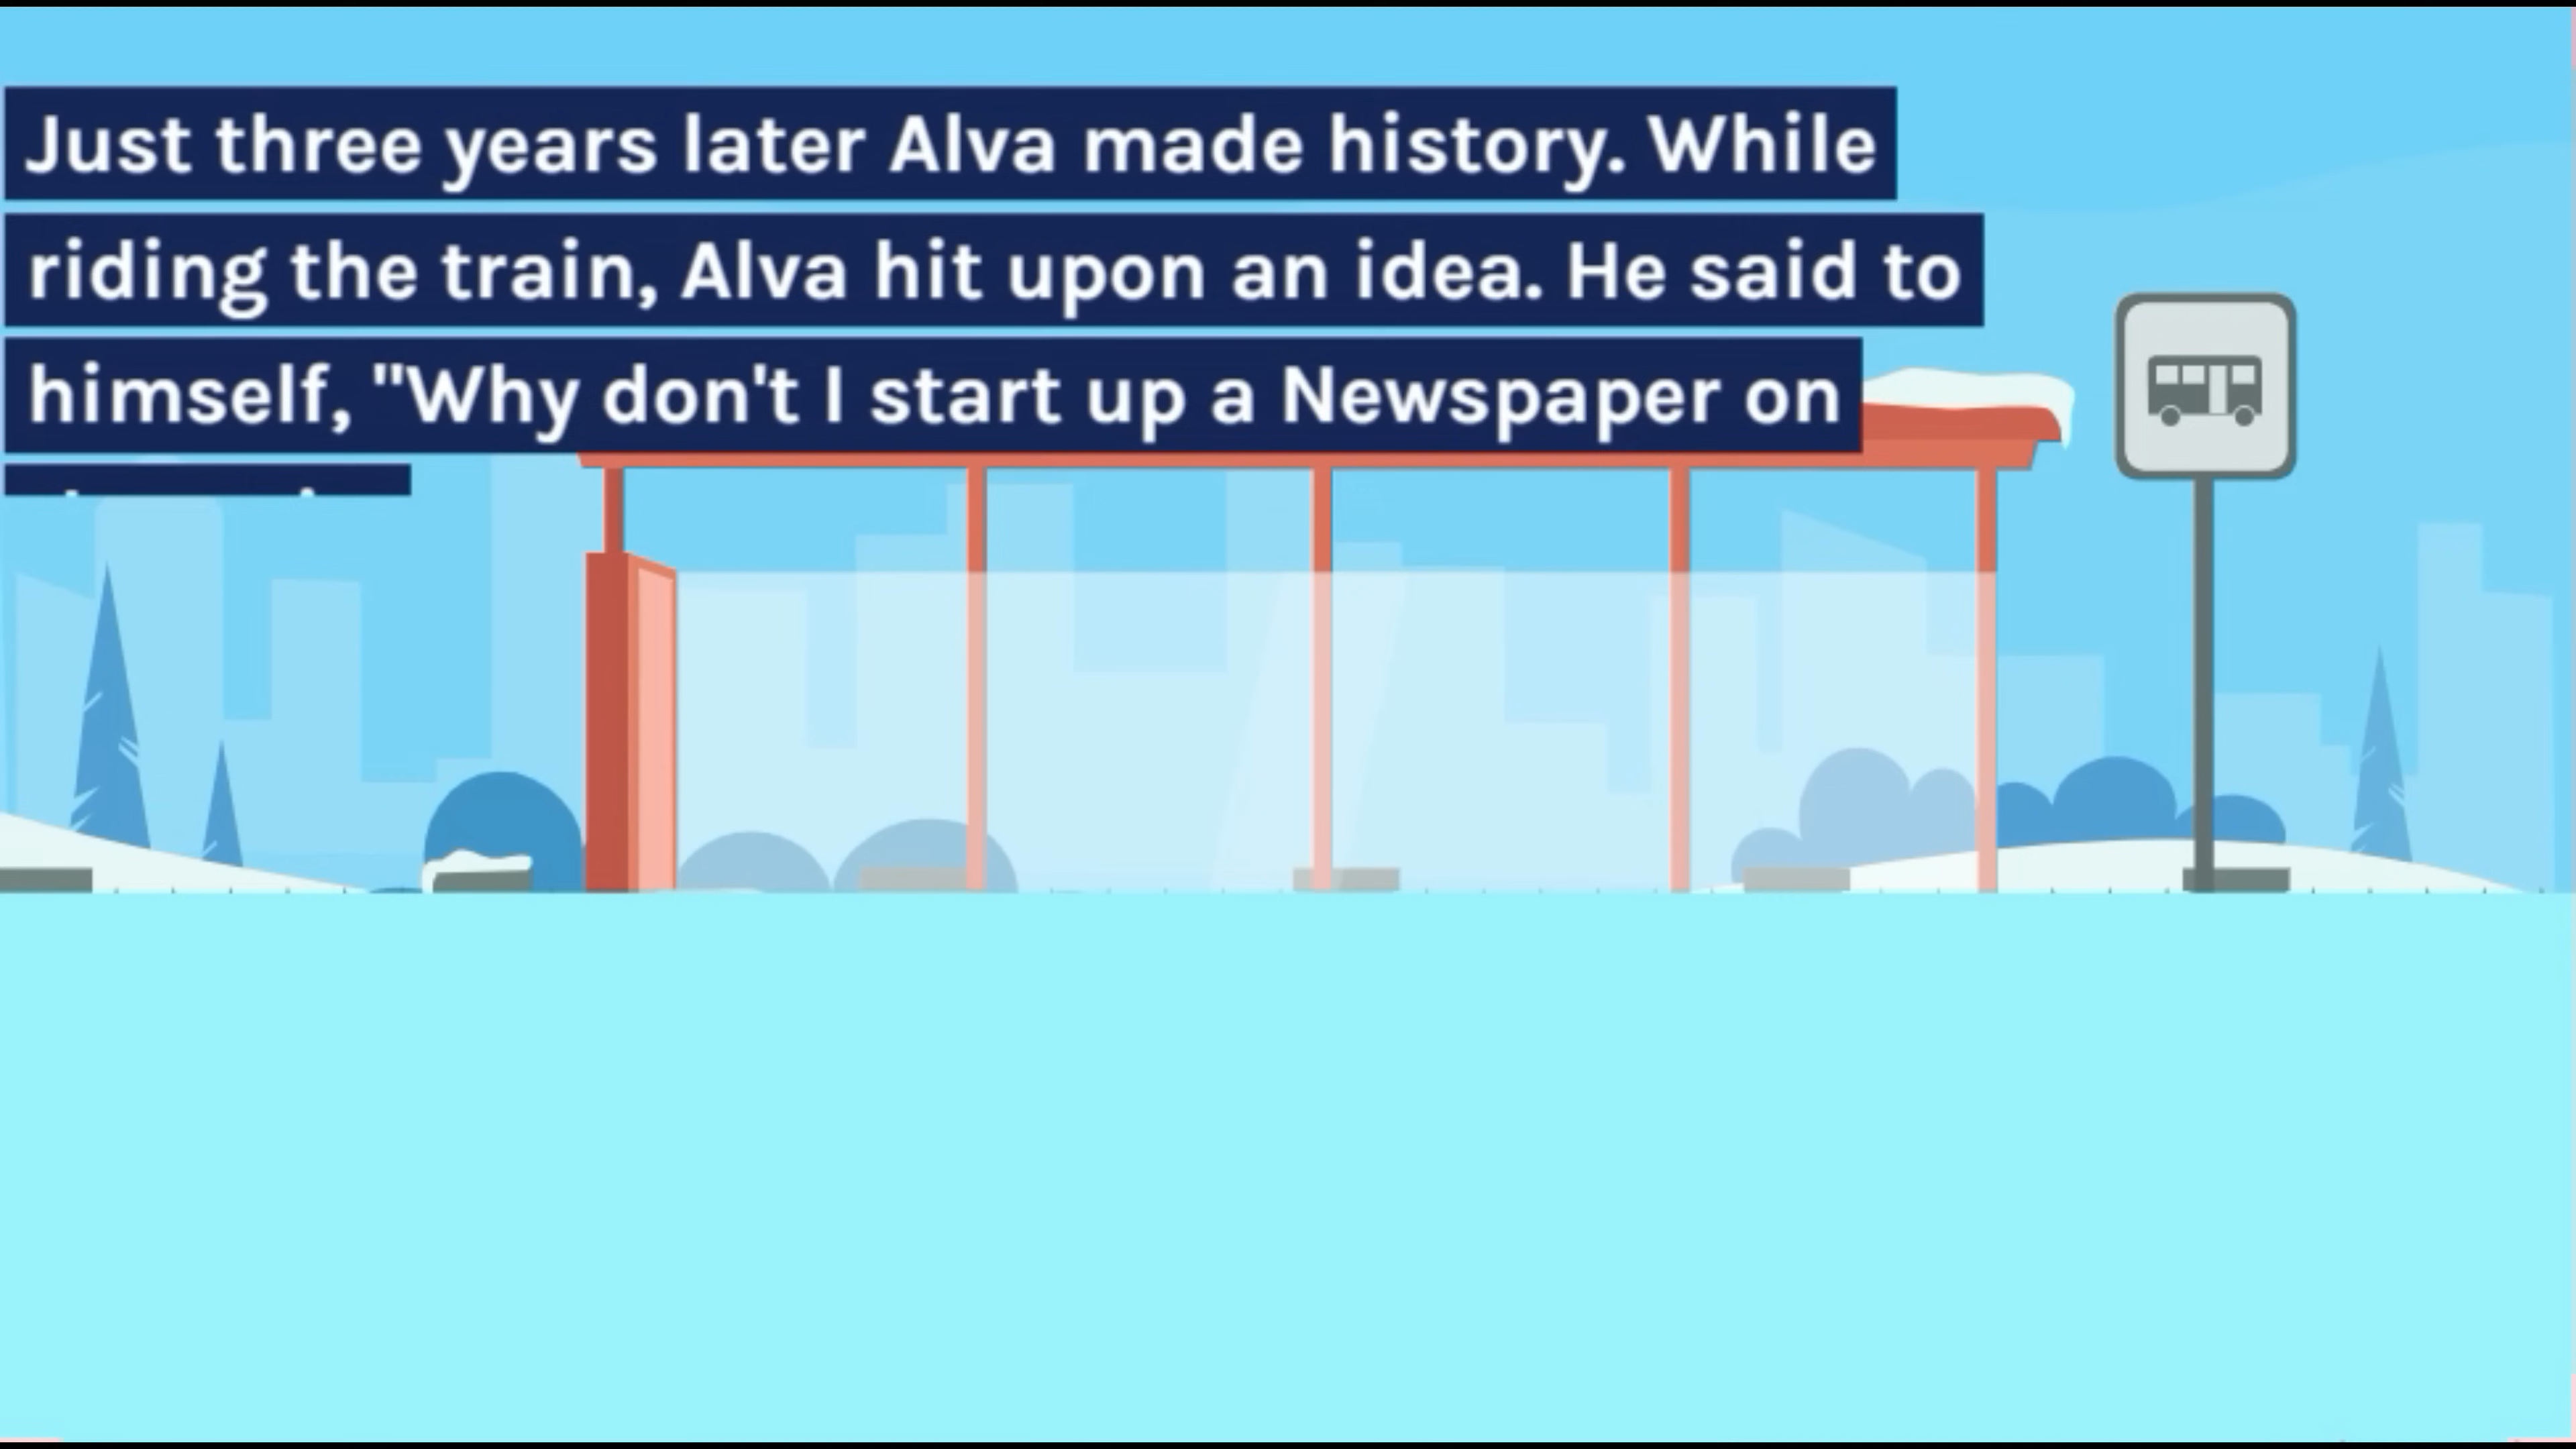 Just three years later Alva made history. While
riding the train, Alva hit upon an idea. He said to
himself, "Why don't I start up a Newspaper on